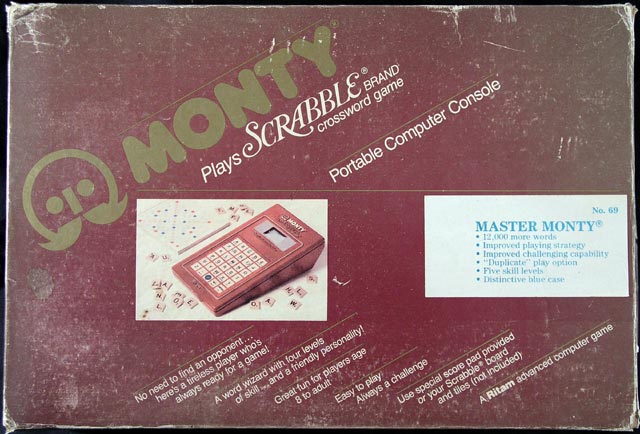 MONTY®
Plays SCRABBLE® BRAND
crossword game
Portable Computer Console
MONTY
No. 69
MASTER MONTY®
• 12,000 more words
• Improved playing strategy
• Improved challenging capability
• "Duplicate" play option
• Five skill levels
• Distinctive blue case
No need to find an opponent...
here's a tireless player who's
always ready for a game!
A word wizard with four levels
of skill...and a friendly personality!
Great fun for players age
8 to adult
Easy to play
Always a challenge
Use special score pad provided
or your Scrabble® board
and tiles (not included)
A Ritam advanced computer game